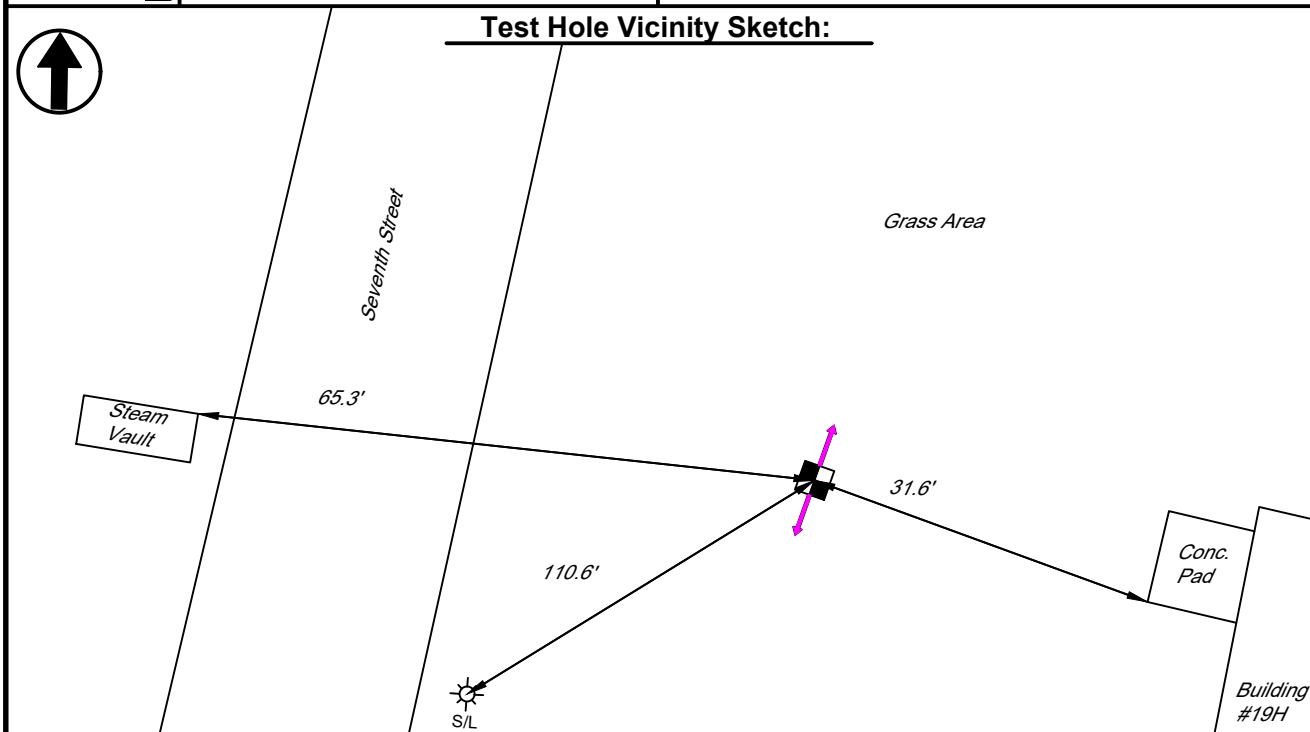 Test Hole Vicinity Sketch:
Grass Area
Seventh Street
65.3'
Steam
Vault
31.6'
110.6'
Conc.
Pad
S/L
Building
#19H